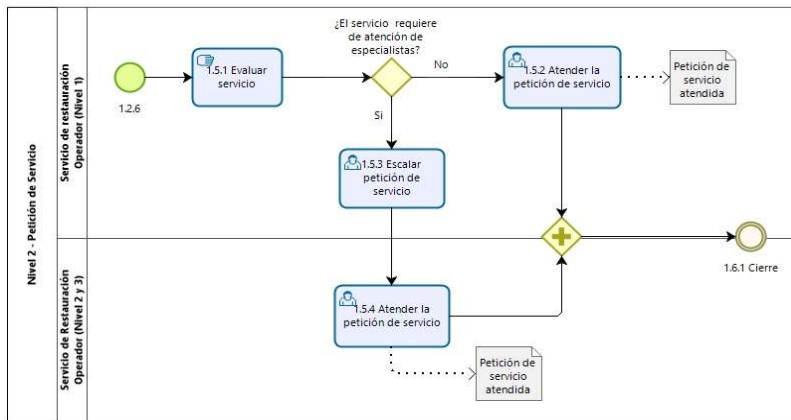 Nivel 2 - Petición de Servicio
Servicio de restauración
Operador (Nivel 1)
¿El servicio requiere
de atención de
especialistas?
1.2.6
1.5.1 Evaluar
servicio
No
Si
1.5.2 Atender la
petición de servicio
Petición de
servicio
atendida
1.5.3 Escalar
petición de
servicio
1.6.1 Cierre
Servicio de Restauración
Operador (Nivel 2 y 3)
1.5.4 Atender la
petición de servicio
Petición de
servicio
atendida